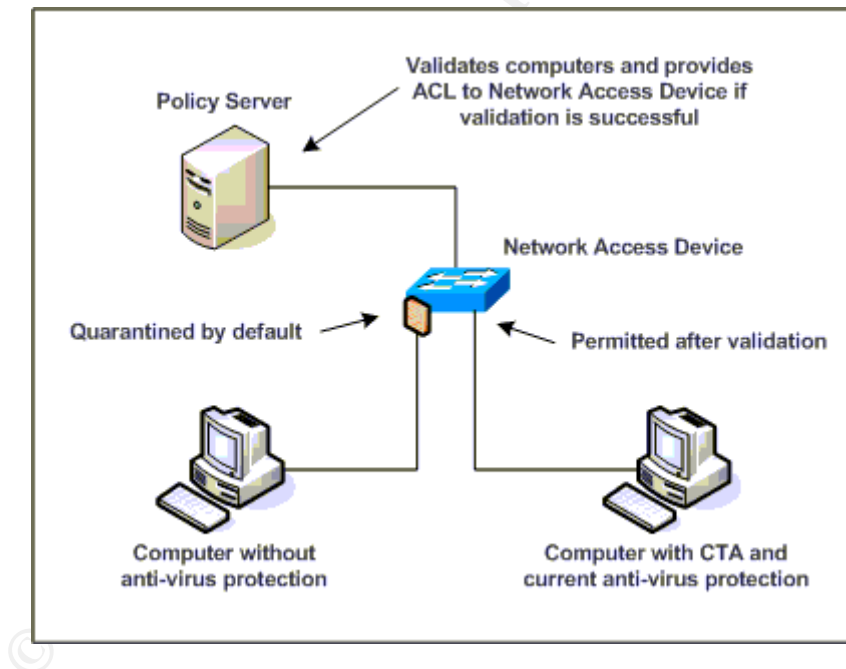 Validates computers and provides
ACL to Network Access Device if
validation is successful
Policy Server
Network Access Device
Quarantined by default
Permitted after validation
Computer without
anti-virus protection
Computer with CTA and
current anti-virus protection
©